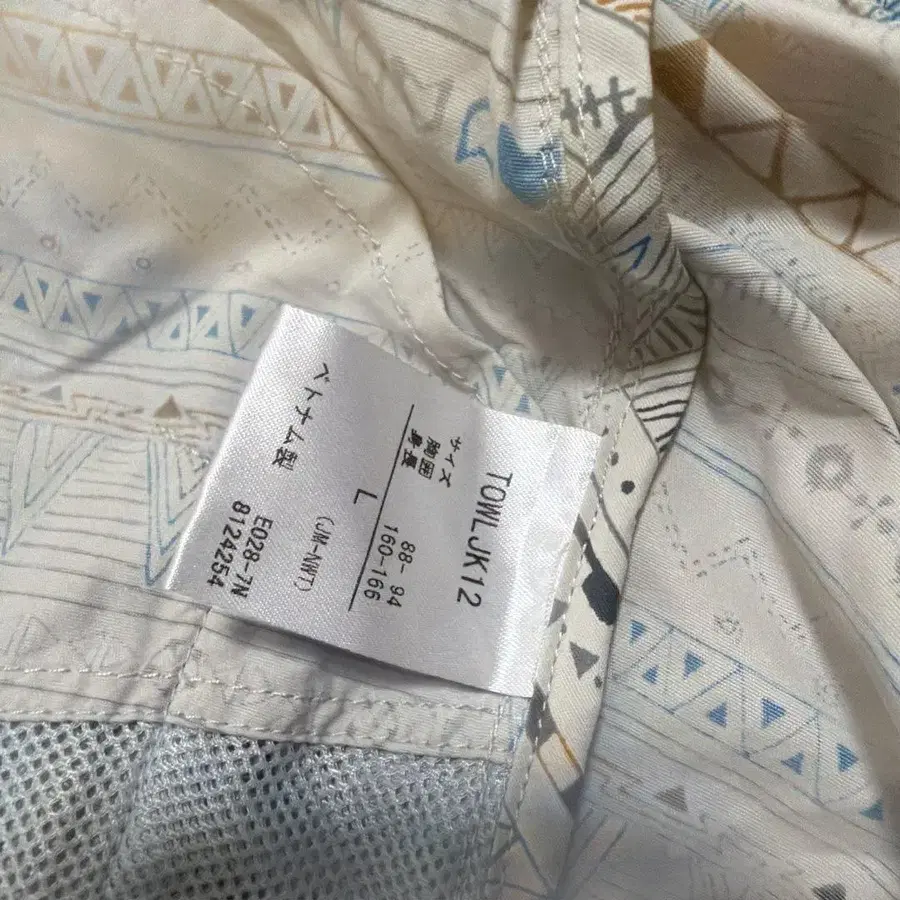 TOWLJK12
サイズ
胸囲 88- 94
身長 160-166
L
(JM-NWT)
ベトナム製
E028-7N
8124254